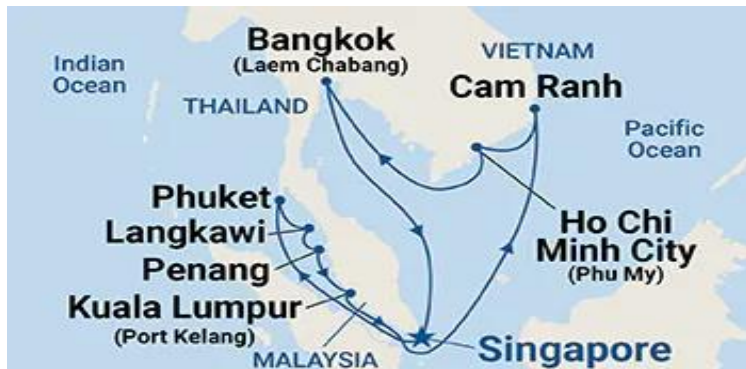 Indian
Ocean
Bangkok
(Laem Chabang)
THAILAND
VIETNAM
Cam Ranh
Pacific
Ocean
Phuket
Langkawi
Penang
Kuala Lumpur
(Port Kelang)
MALAYSIA
Ho Chi
Minh City
(Phu My)
Singapore